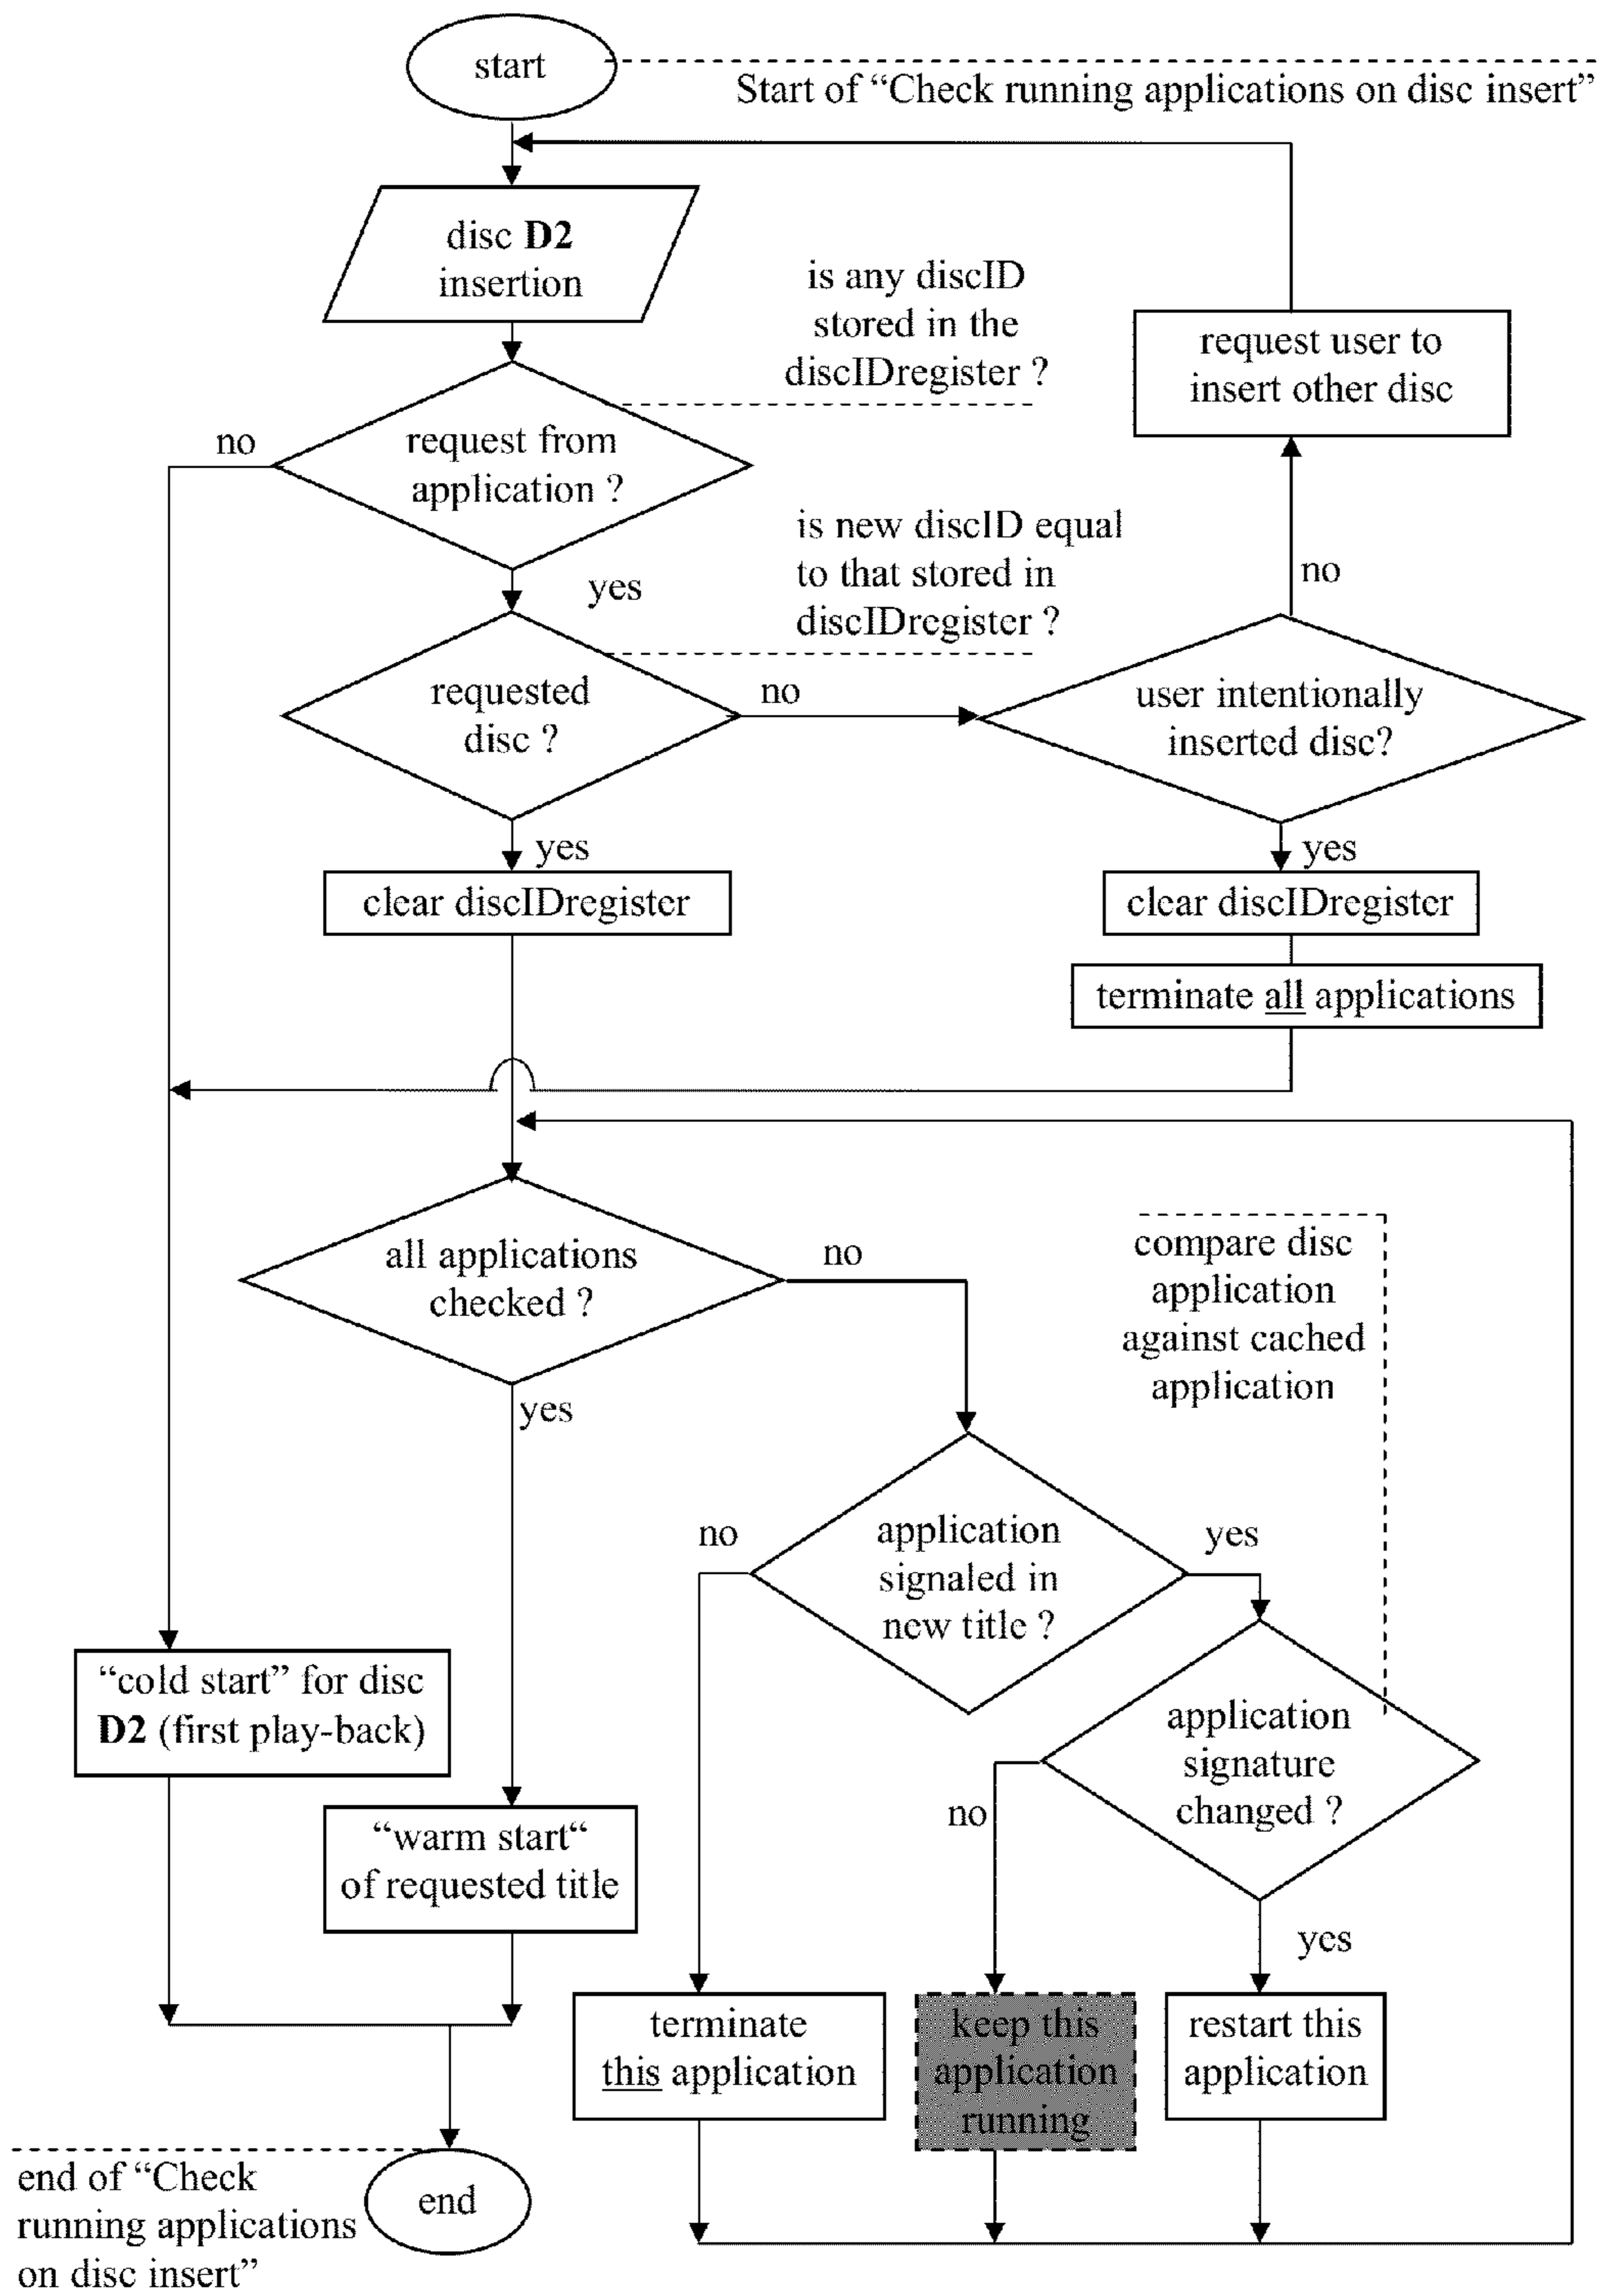 start
Start of “Check running applications on disc insert”
disc D2
insertion
is any discID
stored in the
discIDregister ?
request user to
insert other disc
no
request from
application ?
is new discID equal
to that stored in
discIDregister ?
no
yes
requested
disc ?
no
user intentionally
inserted disc?
yes
yes
clear discIDregister
clear discIDregister
terminate all applications
all applications
checked ?
no
compare disc
application
against cached
application
yes
no
application
signaled in
new title ?
yes
“cold start” for disc
D2 (first play-back)
application
signature
changed ?
no
“warm start“
of requested title
yes
terminate
this application
keep this
application
running
restart this
application
end of “Check
running applications
on disc insert”
end